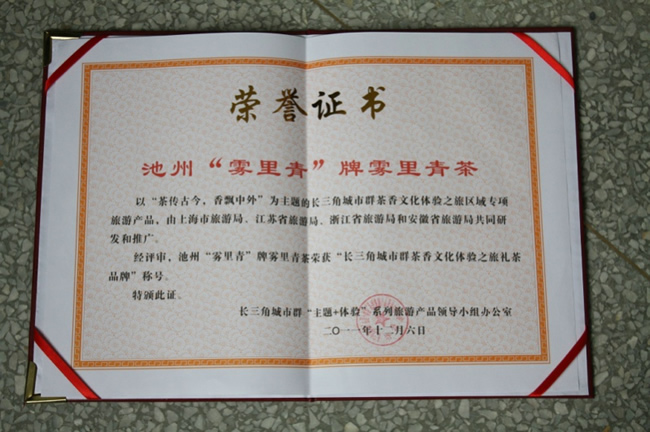 荣誉证书
池州“雾里青”牌雾里青茶
以“茶传古今，香飘中外”为主题的长三角城市群茶香文化体验之旅区域专项
旅游产品，由上海市旅游局、江苏省旅游局、浙江省旅游局和安徽省旅游局共同研
发和推广。
经评审，池州“雾里青”牌雾里青茶荣获“长三角城市群茶香文化体验之旅礼茶
品牌”称号。
特颁此证。
长三角城市群“主题+体验”系列旅游产品领导小组办公室
二〇一一年十二月六日